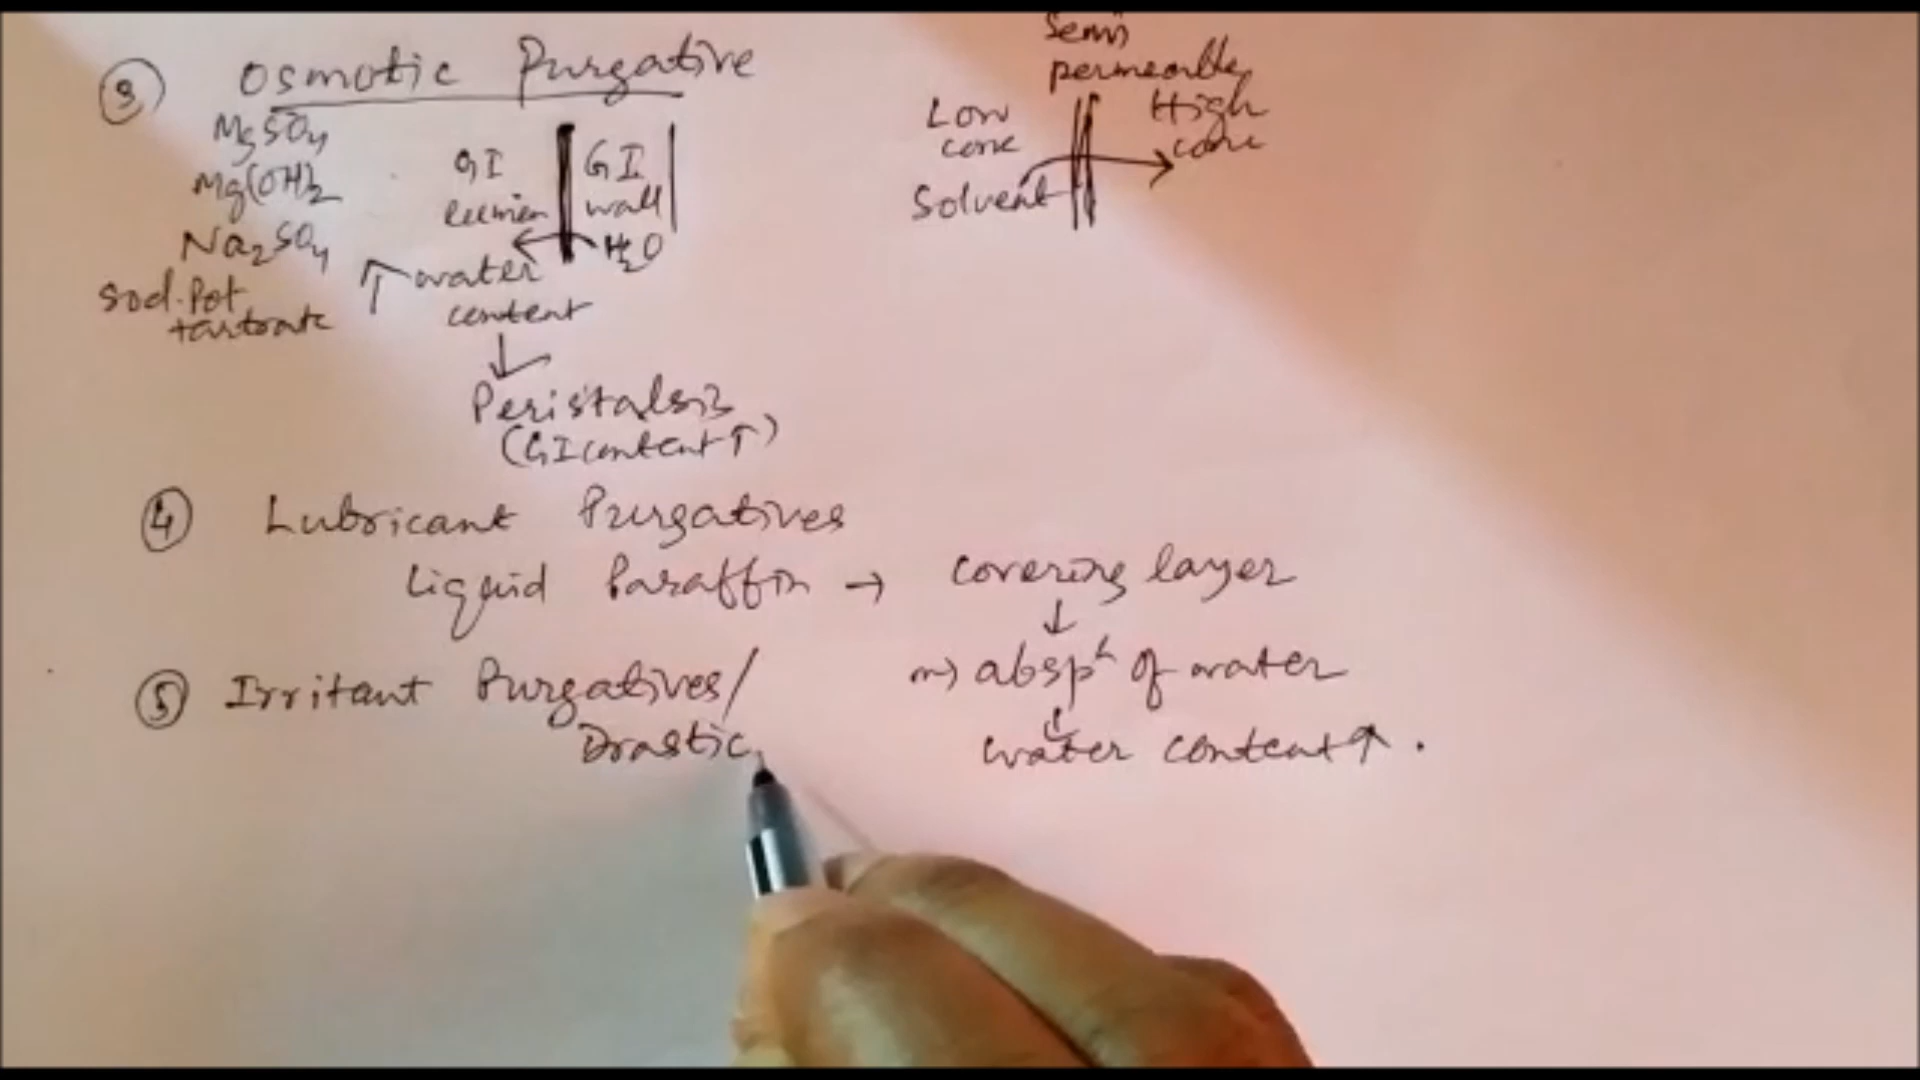 3 Osmotic Purgative
MgSO4
Mg(OH)2
Na2SO4
Sod. Pot
tartrate
GI
lumen
GI
wall
H2O
↑ water
content
↓
Peristalsis
(GI content ↑)
Semi
permeable
Low
conc
High
conc
Solvent
4 Lubricant Purgatives
Liquid Paraffin → covering layer
↓
abspn of water
↓
water content ↑ .
5 Irritant Purgatives/
Drastic